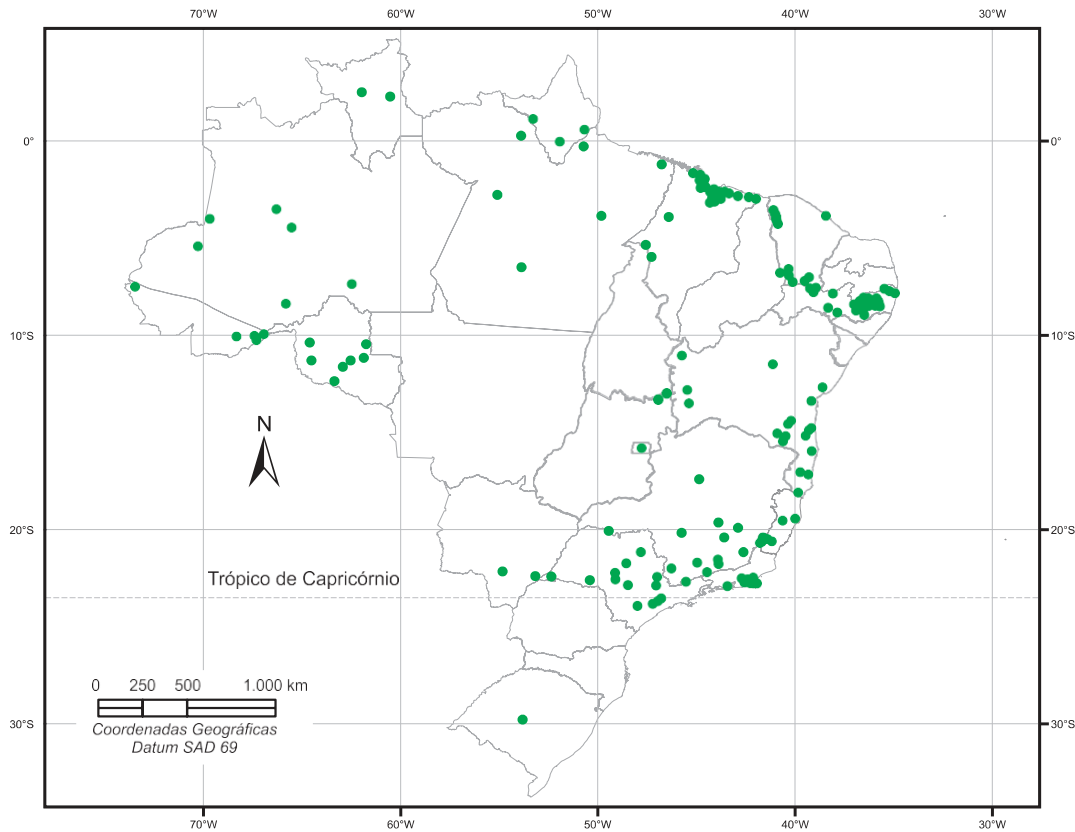 70°W 60°W 50°W 40°W 30°W
0° 0°
10°S 10°S
N
20°S 20°S
Trópico de Capricórnio
0 250 500 1.000 km
Coordenadas Geográficas
Datum SAD 69
30°S 30°S
70°W 60°W 50°W 40°W 30°W